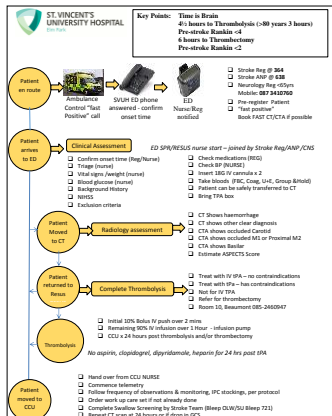 ST.VINCENT'S
UNIVERSITY HOSPITAL
Elm Park
Key Points: Time is Brain
4½ hours to Thrombolysis (>80 years 3 hours)
Pre-stroke Rankin <4
6 hours to Thrombectomy
Pre-stroke Rankin <2
Patient
en route
Ambulance
Control "fast
Positive" call
SVUH ED phone
answered - confirm
onset time
ED
Nurse/Reg
notified
Stroke Reg @ 364
Stroke ANP @ 638
Neurology Reg <65yrs
Mobile: 087 3410760
Pre-register Patient
"fast positive"
Book FAST CT/CTA if possible
Patient
arrives
to ED
Clinical Assessment
ED SPR/RESUS nurse start – joined by Stroke Reg/ANP /CNS
Confirm onset time (Reg/Nurse)
Triage (nurse)
Vital signs /weight (nurse)
Blood glucose (nurse)
Background History
NIHSS
Exclusion criteria
Check medications (REG)
Check BP (NURSE)
Insert 18G IV cannula x 2
Take bloods (FBC, Coag, U+E, Group &Hold)
Patient can be safely transferred to CT
Bring TPA box
Patient
Moved
to CT
Radiology assessment
CT Shows haemorrhage
CT shows other clear diagnosis
CTA shows occluded Carotid
CTA shows occluded M1 or Proximal M2
CTA shows Basilar
Estimate ASPECTS Score
Patient
returned to
Resus
Complete Thrombolysis
Treat with IV tPA – no contraindications
Treat with tPa – has contraindications
Not for IV TPA
Refer for thrombectomy
Room 10, Beaumont 085-2460947
Thrombolysis
Initial 10% Bolus IV push over 2 mins
Remaining 90% IV infusion over 1 Hour - infusion pump
CCU x 24 hours post thrombolysis and/or thrombectomy
No aspirin, clopidogrel, dipyridamole, heparin for 24 hrs post tPA
Patient
moved to
CCU
Hand over from CCU NURSE
Commence telemetry
Frequency of observations & monitoring, IPC stockings, per protocol
Order work up care set if not already done
Complete Swallow Screening by Stroke Team (Bleep OLW/SU Bleep 721)
Repeat CT scan at 24 hours or if drop in GCS